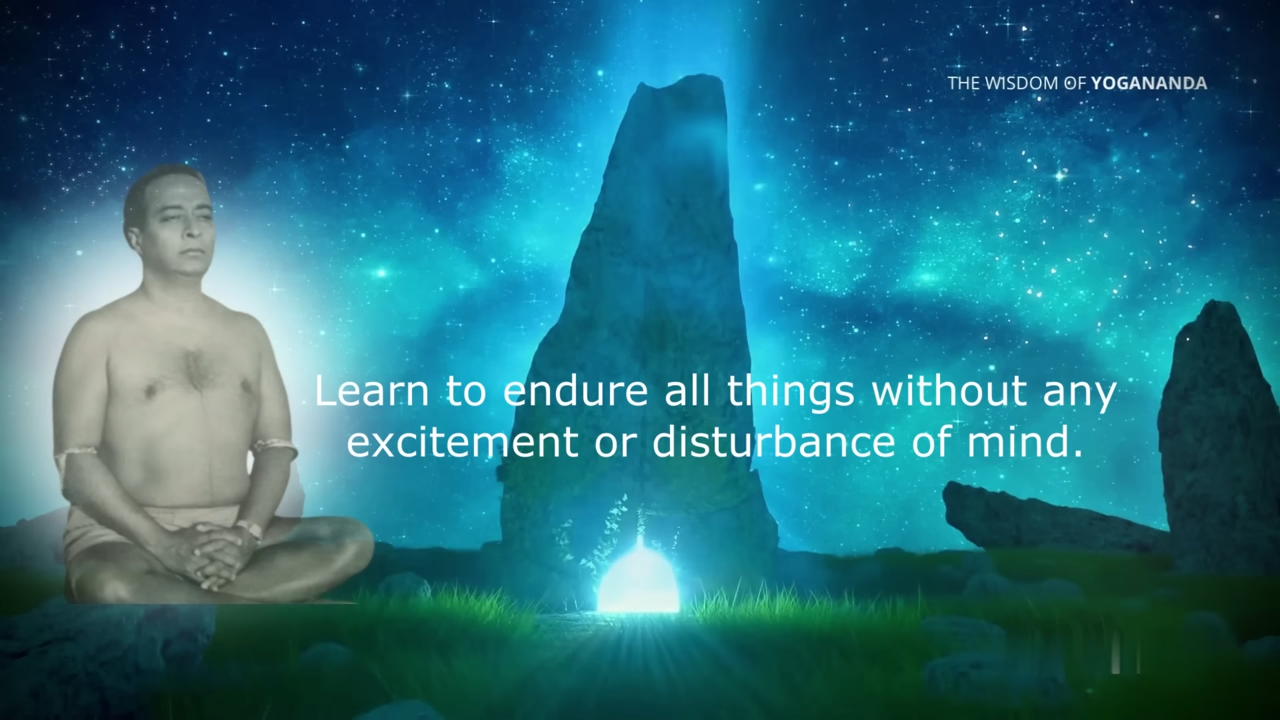 THE WISDOM OF YOGANANDA
Learn to endure all things without any
excitement or disturbance of mind.